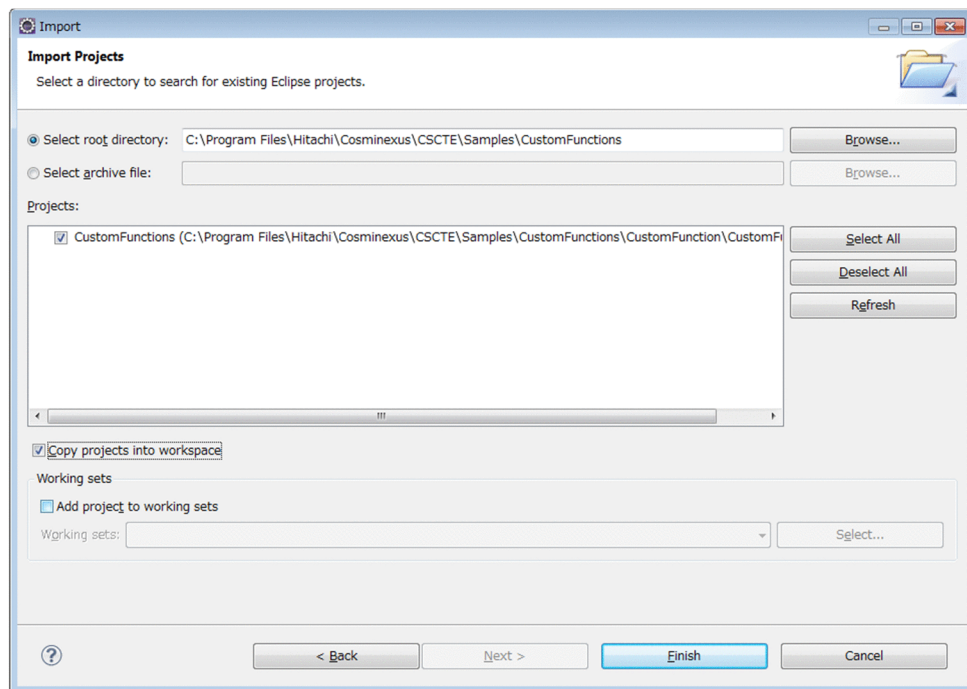 Import
Import Projects
Select a directory to search for existing Eclipse projects.
Select root directory: C:\Program Files\Hitachi\Cosminexus\CSCTE\Samples\CustomFunctions Browse...
Select archive file: Browse...
Projects:
CustomFunctions (C:\Program Files\Hitachi\Cosminexus\CSCTE\Samples\CustomFunctions\CustomFunction\CustomFu
Select All
Deselect All
Refresh
Copy projects into workspace
Working sets
Add project to working sets
Working sets: Select...
? < Back Next > Finish Cancel